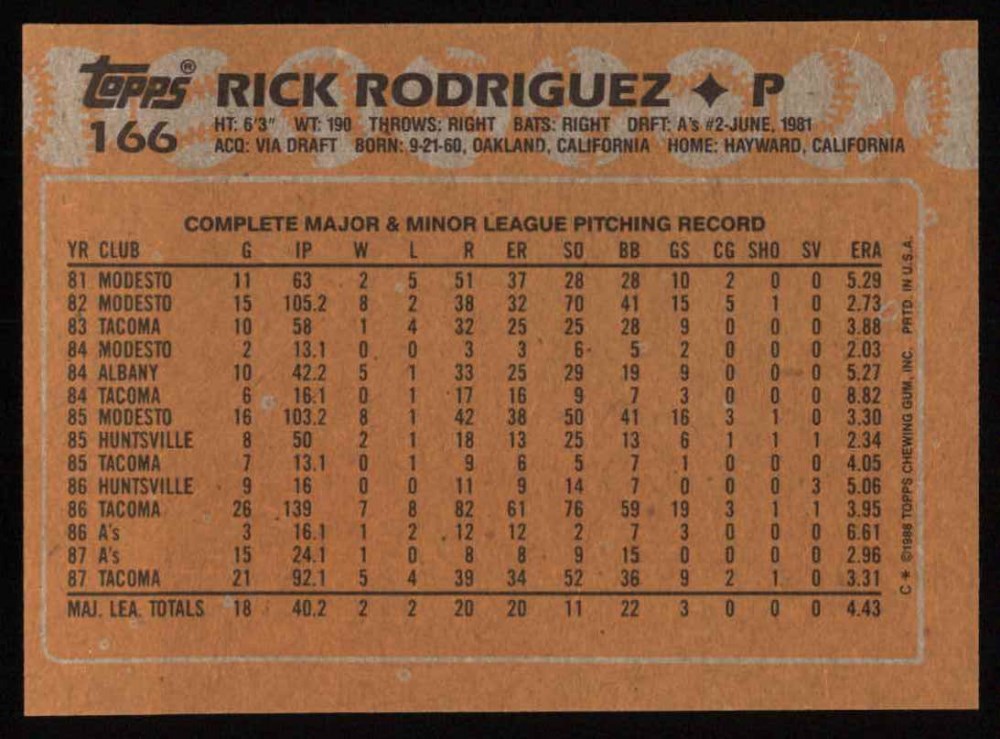 Topps® RICK RODRIGUEZ ✦ P
166 HT: 6'3" WT: 190 THROWS: RIGHT BATS: RIGHT DRFT: A's #2-JUNE, 1981
ACQ: VIA DRAFT BORN: 9-21-60, OAKLAND, CALIFORNIA HOME: HAYWARD, CALIFORNIA
COMPLETE MAJOR & MINOR LEAGUE PITCHING RECORD
YR CLUB G IP W L R ER SO BB GS CG SHO SV ERA
81 MODESTO 11 63 2 5 51 37 28 28 10 2 0 0 5.29
82 MODESTO 15 105.2 8 2 38 32 70 41 15 5 1 0 2.73
83 TACOMA 10 58 1 4 32 25 25 28 9 0 0 0 3.88
84 MODESTO 2 13.1 0 0 3 3 6 5 2 0 0 0 2.03
84 ALBANY 10 42.2 5 1 33 25 29 19 9 0 0 0 5.27
84 TACOMA 6 16.1 0 1 17 16 9 7 3 0 0 0 8.82
85 MODESTO 16 103.2 8 1 42 38 50 41 16 3 1 0 3.30
85 HUNTSVILLE 8 50 2 1 18 13 25 13 6 1 1 1 2.34
85 TACOMA 7 13.1 0 1 9 6 5 7 1 0 0 0 4.05
86 HUNTSVILLE 9 16 0 0 11 9 14 7 0 0 0 3 5.06
86 TACOMA 26 139 7 8 82 61 76 59 19 3 1 1 3.95
86 A's 3 16.1 1 2 12 12 2 7 3 0 0 0 6.61
87 A's 15 24.1 1 0 8 8 9 15 0 0 0 0 2.96
87 TACOMA 21 92.1 5 4 39 34 52 36 9 2 1 0 3.31
MAJ. LEA. TOTALS 18 40.2 2 2 20 20 11 22 3 0 0 0 4.43
C * ©1988 TOPPS CHEWING GUM, INC. PRTD. IN U.S.A.